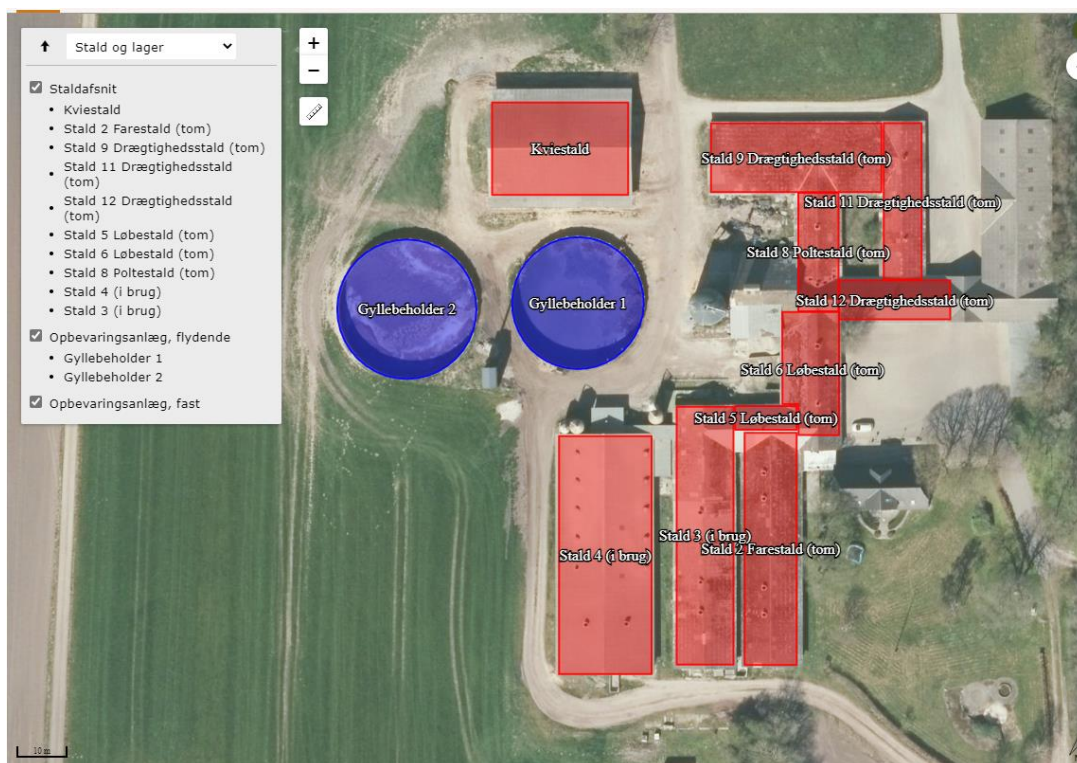 Stald og lager
Staldafsnit
Kviestald
Stald 2 Farestald (tom)
Stald 9 Drægtighedsstald (tom)
Stald 11 Drægtighedsstald
(tom)
Stald 12 Drægtighedsstald
(tom)
Stald 5 Løbestald (tom)
Stald 6 Løbestald (tom)
Stald 8 Poltestald (tom)
Stald 4 (i brug)
Stald 3 (i brug)
Opbevaringsanlæg, flydende
Gyllebeholder 1
Gyllebeholder 2
Opbevaringsanlæg, fast
+
−
Kviestald
Stald 9 Drægtighedsstald (tom)
Stald 11 Drægtighedsstald (tom)
Stald 8 Poltestald (tom)
Gyllebeholder 2
Gyllebeholder 1
Stald 12 Drægtighedsstald (tom)
Stald 6 Løbestald (tom)
Stald 5 Løbestald (tom)
Stald 3 (i brug)
Stald 2 Farestald (tom)
Stald 4 (i brug)
10 m